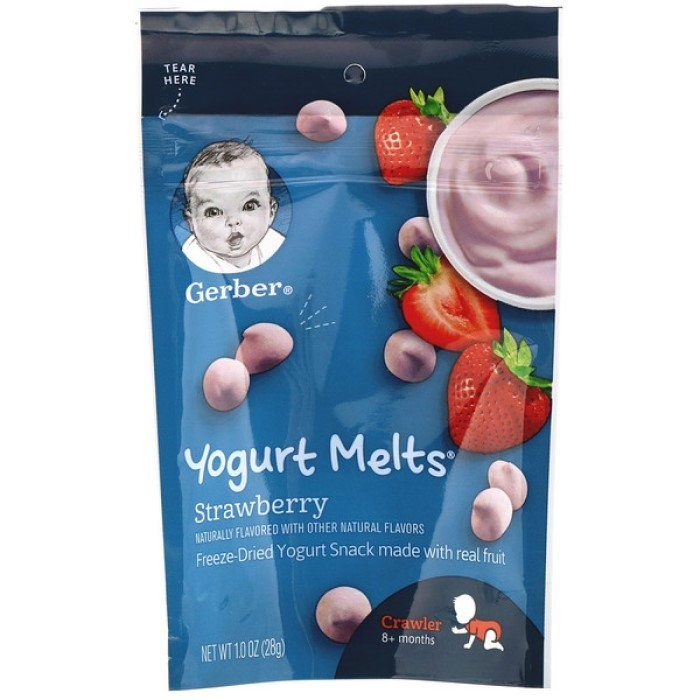 TEAR
HERE
Gerber®
Yogurt Melts®
Strawberry
NATURALLY FLAVORED WITH OTHER NATURAL FLAVORS
Freeze-Dried Yogurt Snack made with real fruit
Crawler
8+ months
NET WT 1.0 OZ (28g)